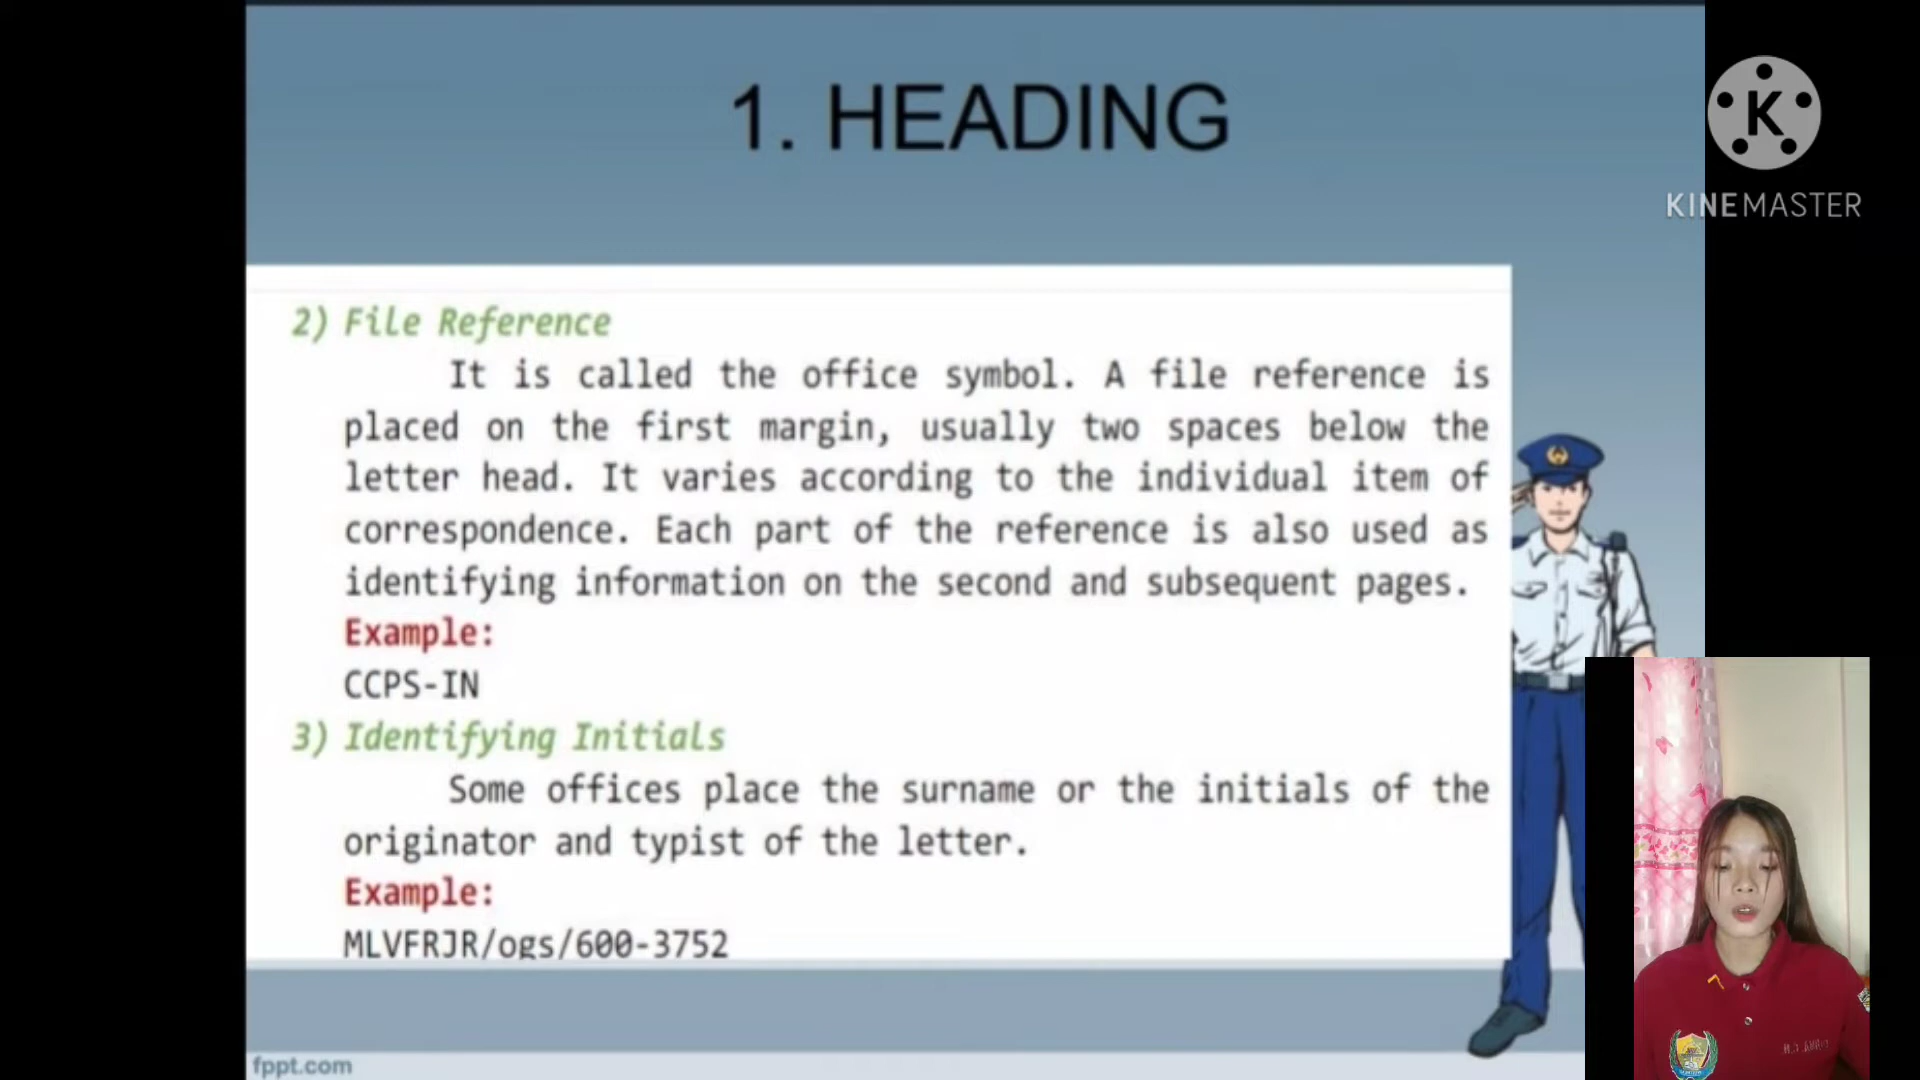 1. HEADING
KINEMASTER
2) File Reference
It is called the office symbol. A file reference is
placed on the first margin, usually two spaces below the
letter head. It varies according to the individual item of
correspondence. Each part of the reference is also used as
identifying information on the second and subsequent pages.
Example:
CCPS-IN
3) Identifying Initials
Some offices place the surname or the initials of the
originator and typist of the letter.
Example:
MLVFRJR/ogs/600-3752
fppt.com